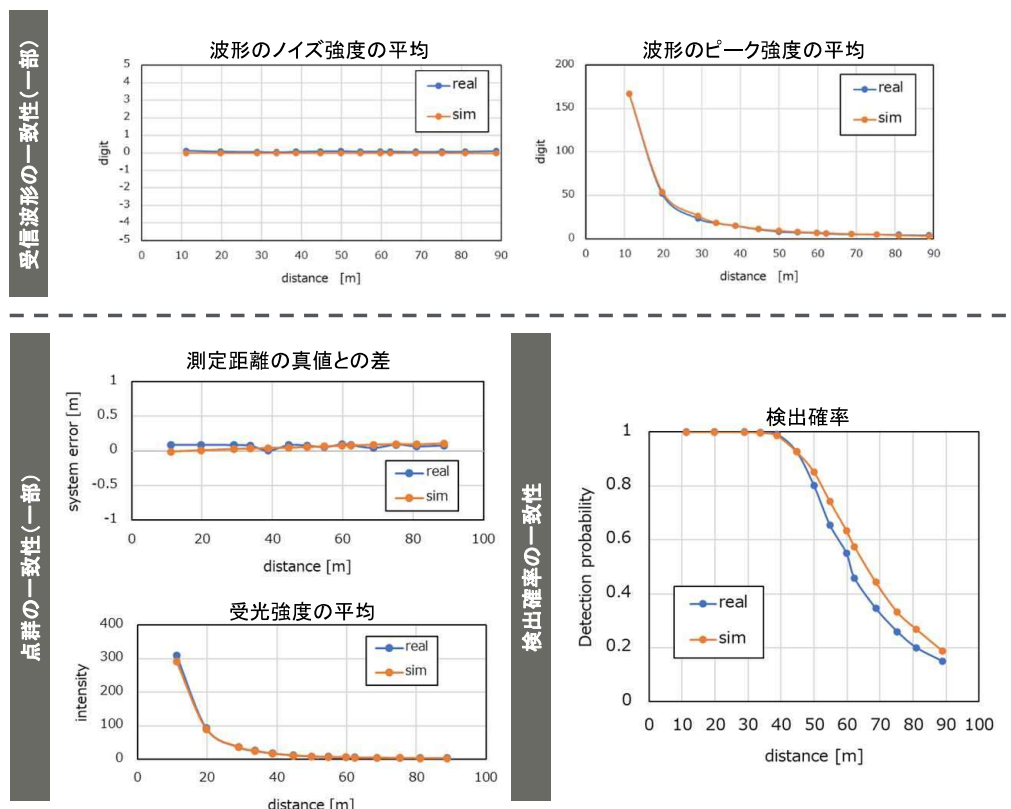 受信波形の一致性(一部)
波形のノイズ強度の平均
5
4
3
2
1
0
-1
-2
-3
-4
-5
digit
real
sim
0 10 20 30 40 50 60 70 80 90
distance [m]
波形のピーク強度の平均
200
150
100
50
0
digit
real
sim
0 10 20 30 40 50 60 70 80 90
distance [m]
点群の一致性(一部)
測定距離の真値との差
1
0.5
0
-0.5
-1
system error [m]
real
sim
0 20 40 60 80 100
distance [m]
受光強度の平均
400
300
200
100
0
intensity
real
sim
0 20 40 60 80 100
distance [m]
検出確率の一致性
検出確率
1
0.8
0.6
0.4
0.2
0
Detection probability
real
sim
0 10 20 30 40 50 60 70 80 90 100
distance [m]